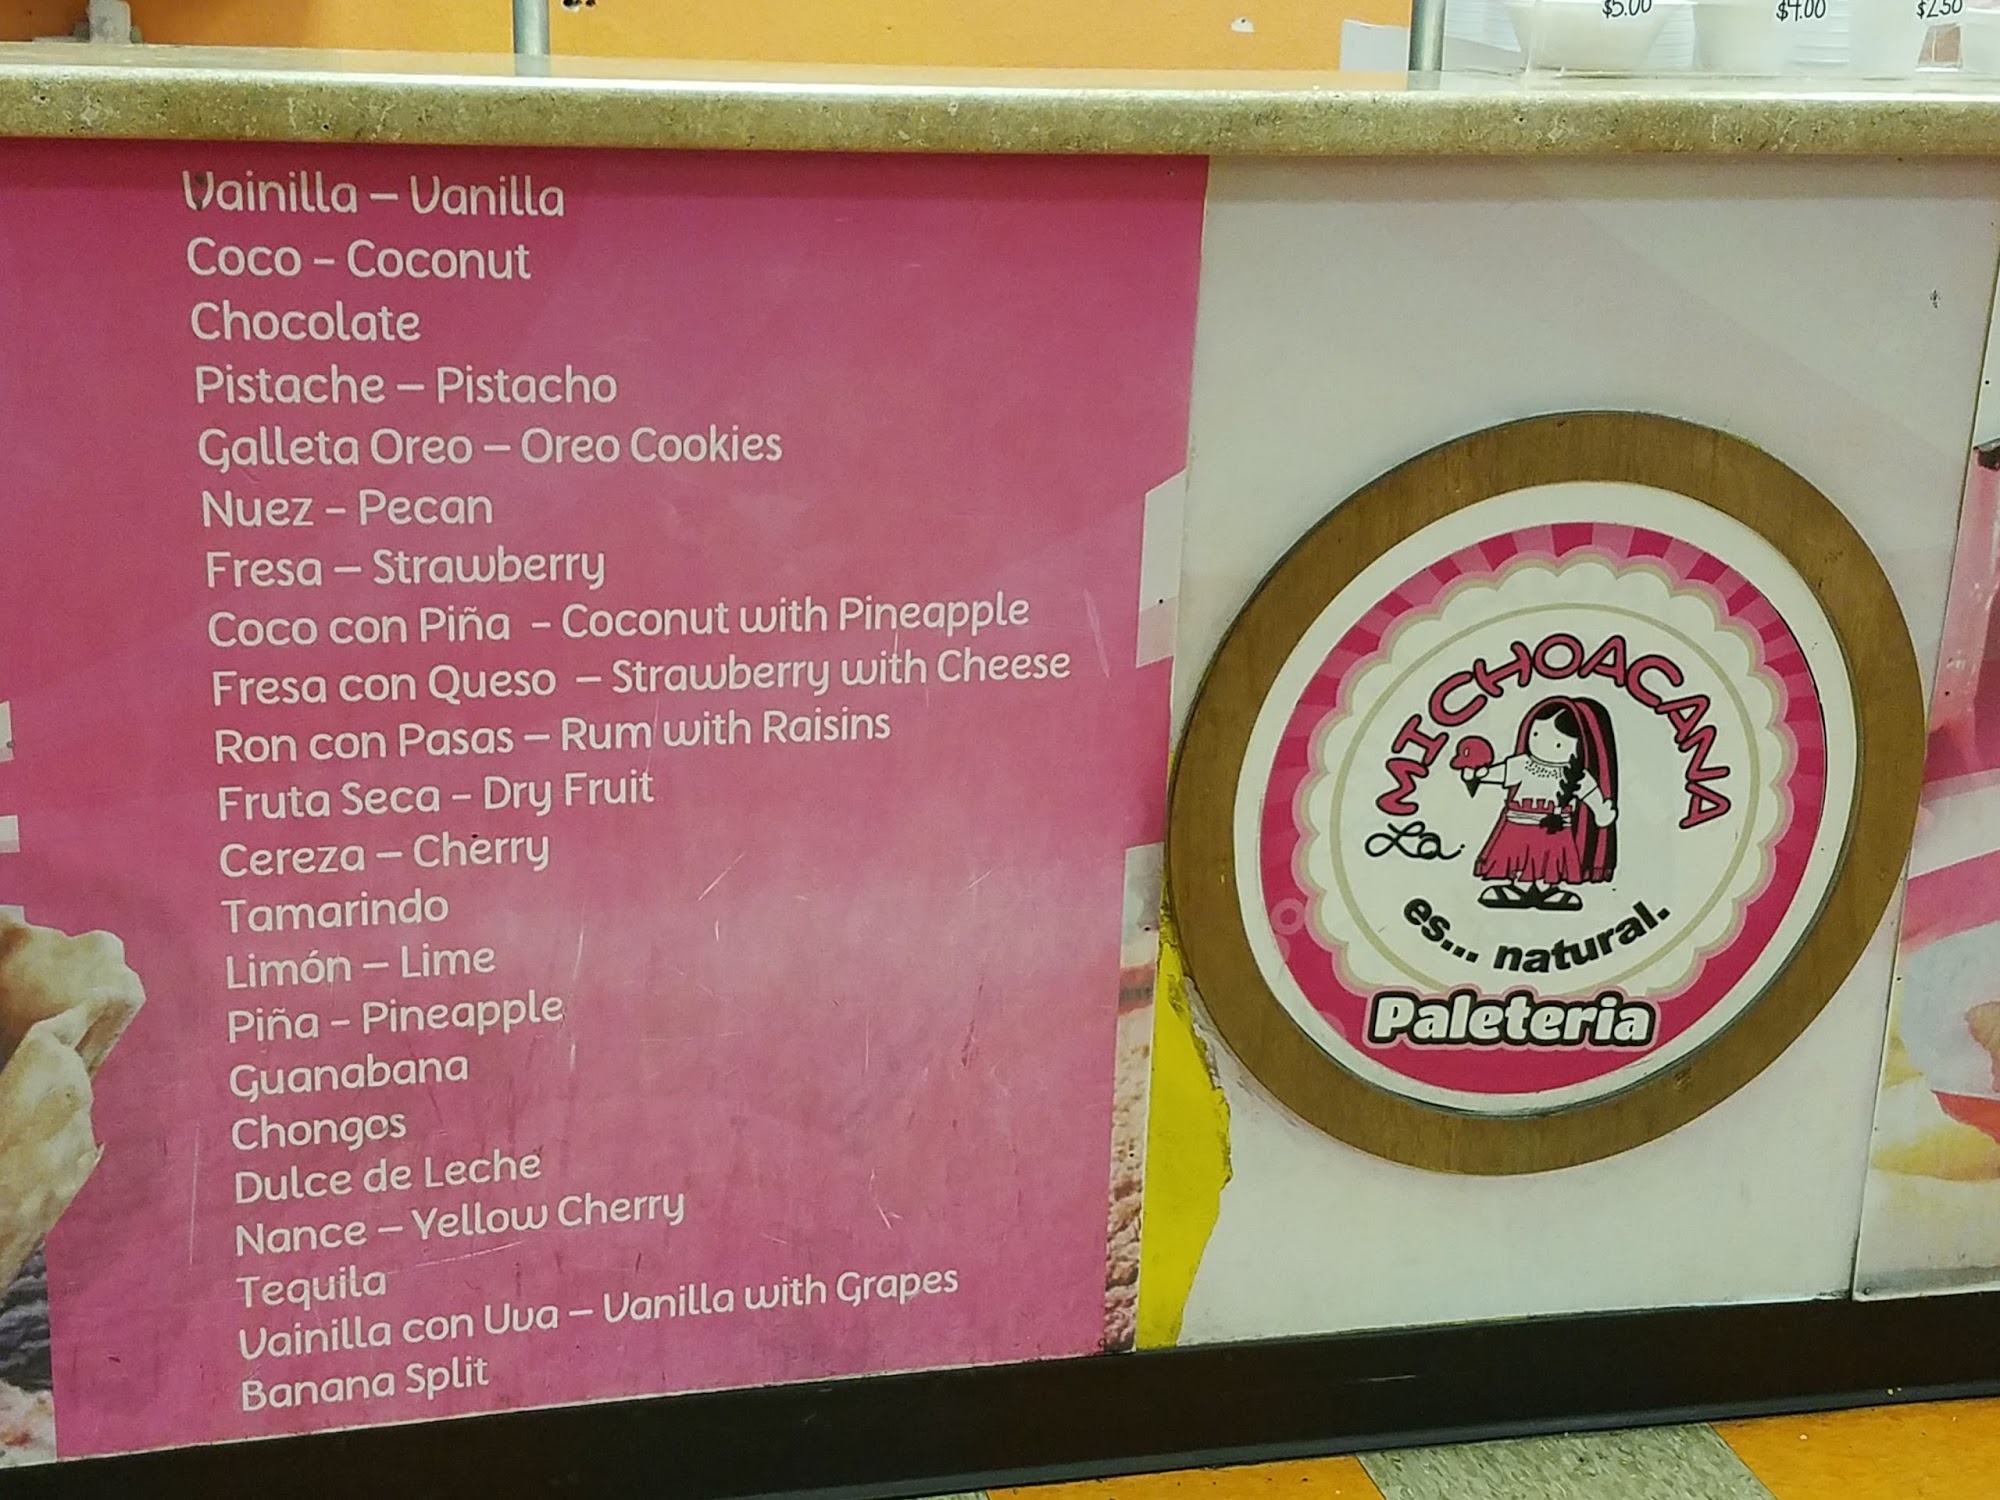 $5.00
$4.00
$2.50
Vainilla – Vanilla
Coco – Coconut
Chocolate
Pistache – Pistacho
Galleta Oreo – Oreo Cookies
Nuez – Pecan
Fresa – Strawberry
Coco con Piña – Coconut with Pineapple
Fresa con Queso – Strawberry with Cheese
Ron con Pasas – Rum with Raisins
Fruta Seca – Dry Fruit
Cereza – Cherry
Tamarindo
Limón – Lime
Piña – Pineapple
Guanabana
Chongos
Dulce de Leche
Nance – Yellow Cherry
Tequila
Vainilla con Uva – Vanilla with Grapes
Banana Split
La MICHOACANA
es... natural.
Paleteria